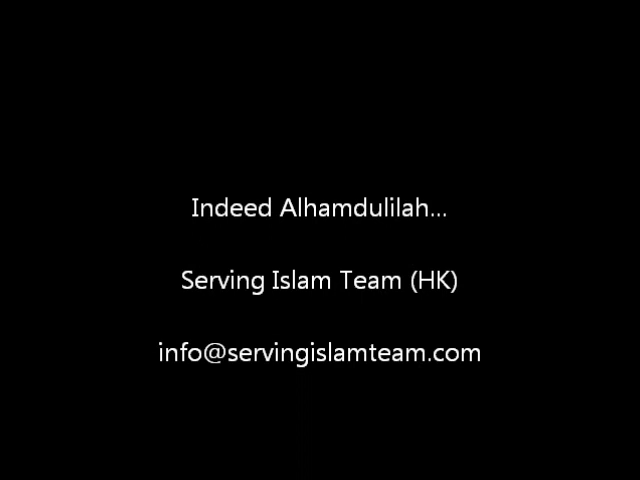 Indeed Alhamdulilah...
Serving Islam Team (HK)
info@servingislamteam.com